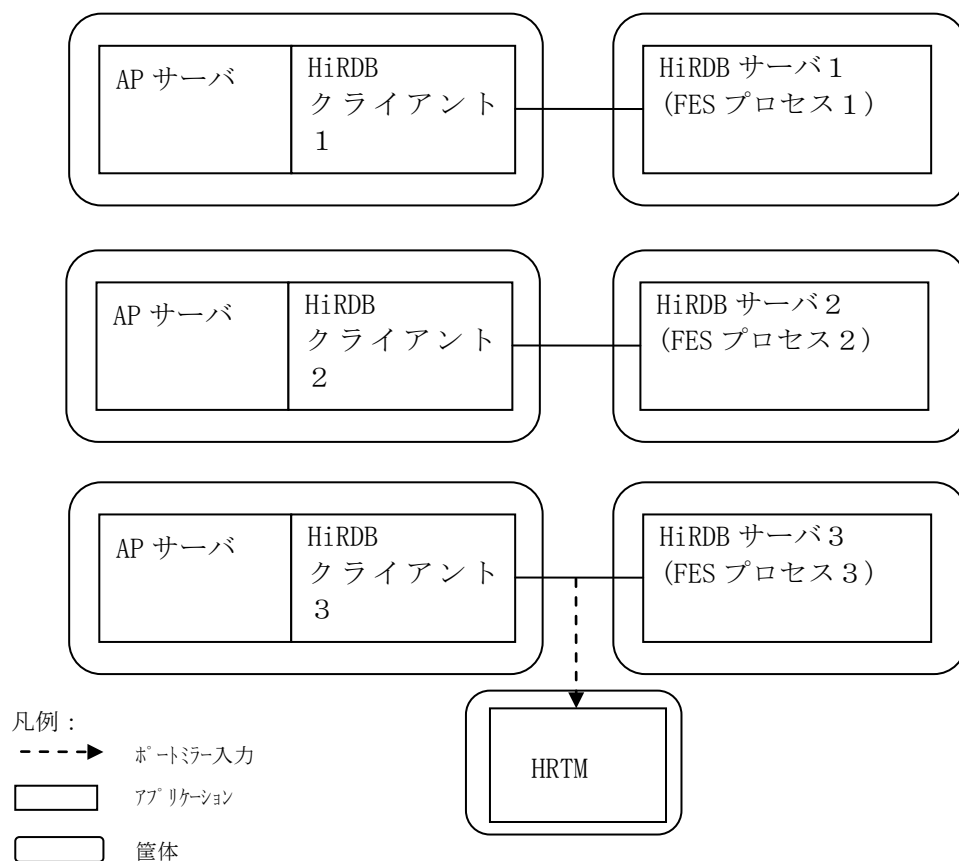 AP サーバ
HiRDB
クライアント
1
HiRDB サーバ１
(FES プロセス１)
AP サーバ
HiRDB
クライアント
２
HiRDB サーバ２
(FES プロセス２)
AP サーバ
HiRDB
クライアント
３
HiRDB サーバ３
(FES プロセス３)
HRTM
凡例：
ﾎﾟｰﾄﾐﾗｰ入力
ｱﾌﾟﾘｹｰｼｮﾝ
筐体